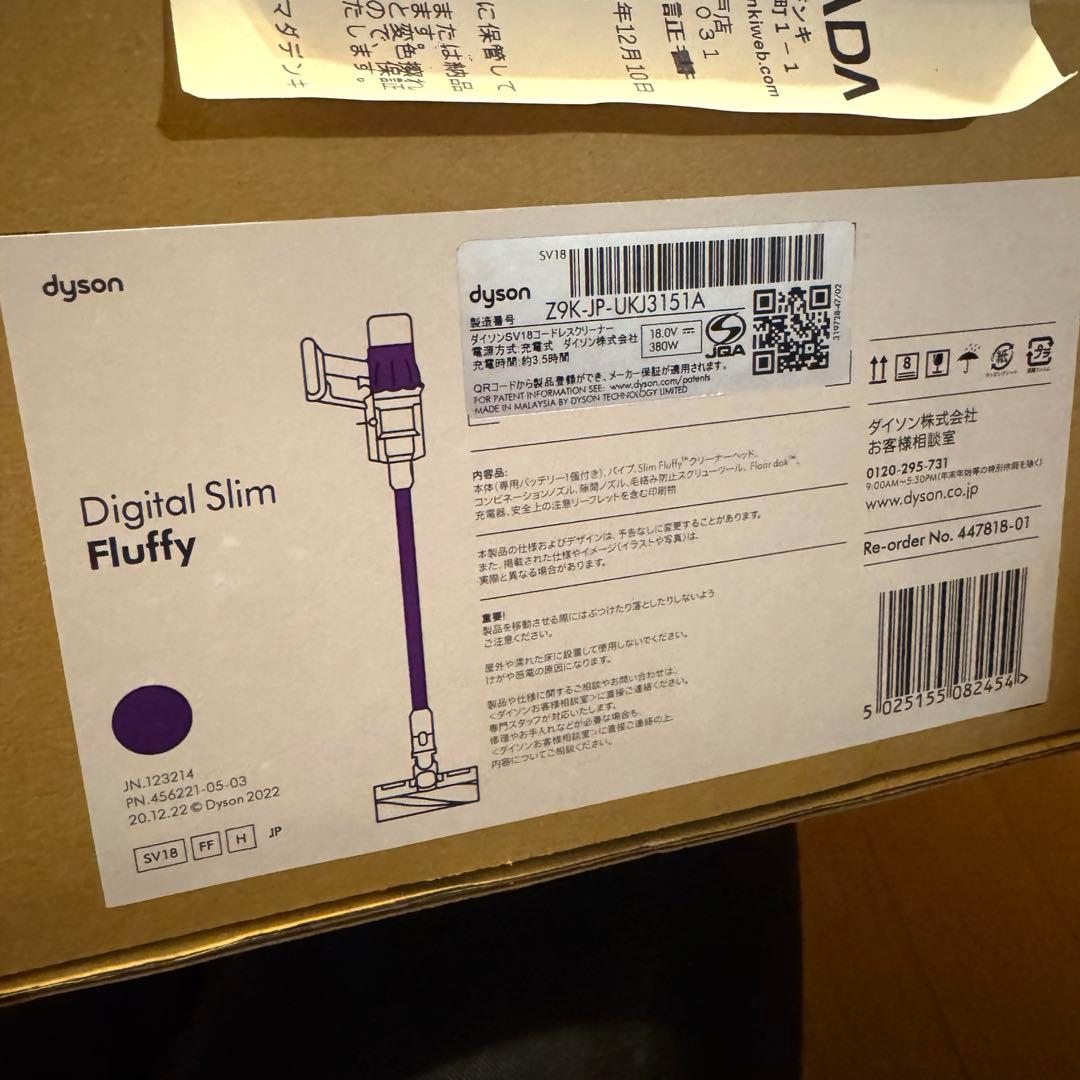 ADA
ンキ
町1-1
nkiweb.com
戸店
031
年12月10日
に保管して
または納品
ます。
と変色
ので、保証
たします。
マダデンキ
dyson
Digital Slim
Fluffy
JN.123214
PN.456221-05-03
20.12.22 © Dyson 2022
SV18 FF H JP
SV18
dyson
製造番号 Z9K-JP-UKJ3151A
ダイソンSV18コードレスクリーナー
電源方式:充電式 ダイソン株式会社
充電時間:約3.5時間
18.0V
380W
JQA
319728-47/02
QRコードから製品登録ができ、メーカー保証が適用されます。
FOR PATENT INFORMATION SEE: www.dyson.com/patents
MADE IN MALAYSIA BY DYSON TECHNOLOGY LIMITED
内容品:
本体(専用バッテリー1個付き)、パイプ、Slim Fluffy™クリーナーヘッド、
コンビネーションノズル、隙間ノズル、毛絡み防止スクリューツール、Floor dok™、
充電器、安全上の注意リーフレットを含む印刷物
本製品の仕様およびデザインは、予告なしに変更することがあります。
また、掲載された仕様やイメージ(イラストや写真)は、
実際と異なる場合があります。
重要!
製品を移動させる際にはぶつけたり落としたりしないよう
ご注意ください。
屋外や濡れた床に設置して使用しないでください。
けがや感電の原因になります。
製品や仕様に関するご相談やお問い合わせは、
<ダイソンお客様相談室>に直接ご連絡ください。
専門スタッフが対応いたします。
修理やお手入れなどが必要な場合も、
<ダイソンお客様相談室>に直接ご連絡の上、
内容についてご相談ください。
8
紙
プラ
ダイソン株式会社
お客様相談室
0120-295-731
9:00AM～5:30PM(年末年始等の特別休暇を除く)
www.dyson.co.jp
Re-order No. 447818-01
5 025155 082454 >